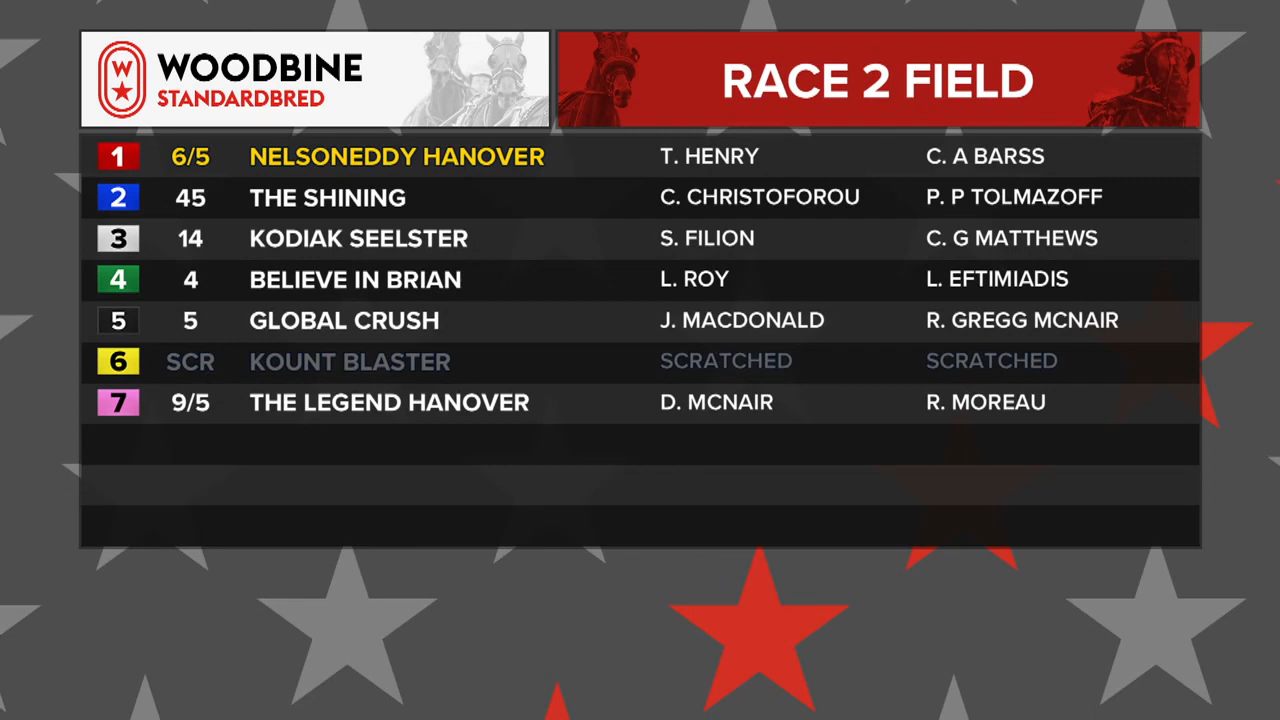 W WOODBINE
STANDARDBRED
RACE 2 FIELD
1 6/5 NELSONEDDY HANOVER T. HENRY C. A BARSS
2 45 THE SHINING C. CHRISTOFOROU P. P TOLMAZOFF
3 14 KODIAK SEELSTER S. FILION C. G MATTHEWS
4 4 BELIEVE IN BRIAN L. ROY L. EFTIMIADIS
5 5 GLOBAL CRUSH J. MACDONALD R. GREGG MCNAIR
6 SCR KOUNT BLASTER SCRATCHED SCRATCHED
7 9/5 THE LEGEND HANOVER D. MCNAIR R. MOREAU